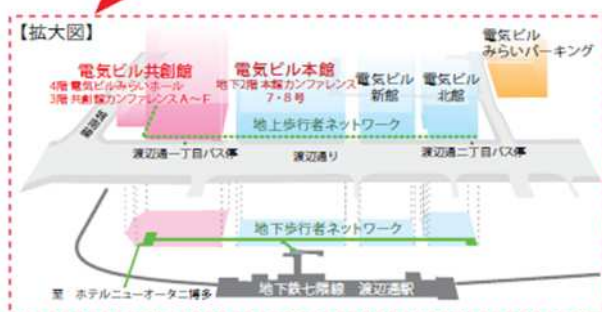 【拡大図】
電気ビル共創館
4階 電気ビルみらいホール
3階 共創館カンファレンスA～F
電気ビル本館
地下2階 本館カンファレンス
7・8号
電気ビル
新館
電気ビル
北館
電気ビル
みらいパーキング
地上歩行者ネットワーク
渡辺通一丁目バス停
渡辺通り
渡辺通二丁目バス停
地下歩行者ネットワーク
地下鉄七隈線 渡辺通駅
至 ホテルニューオータニ博多